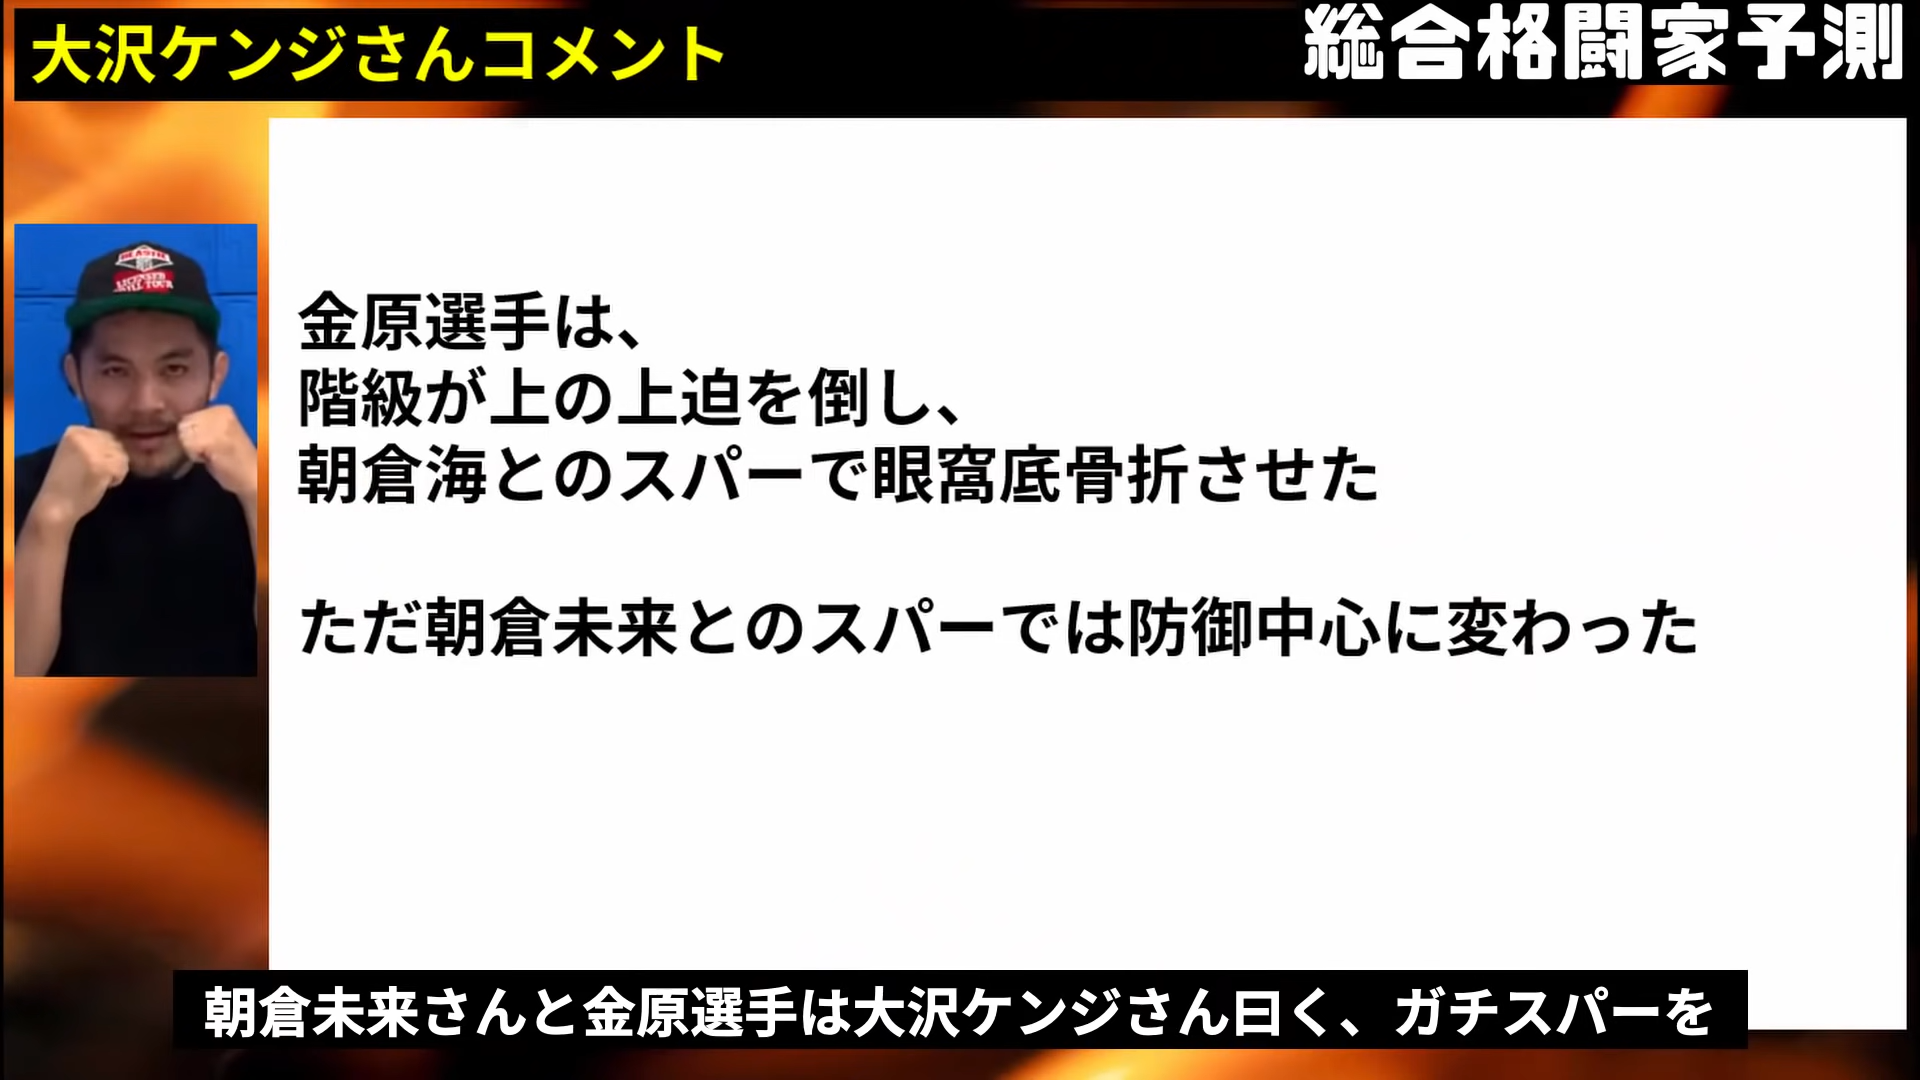 大沢ケンジさんコメント
総合格闘家予測
金原選手は、
階級が上の上迫を倒し、
朝倉海とのスパーで眼窩底骨折させた
ただ朝倉未来とのスパーでは防御中心に変わった
朝倉未来さんと金原選手は大沢ケンジさん曰く、ガチスパーを